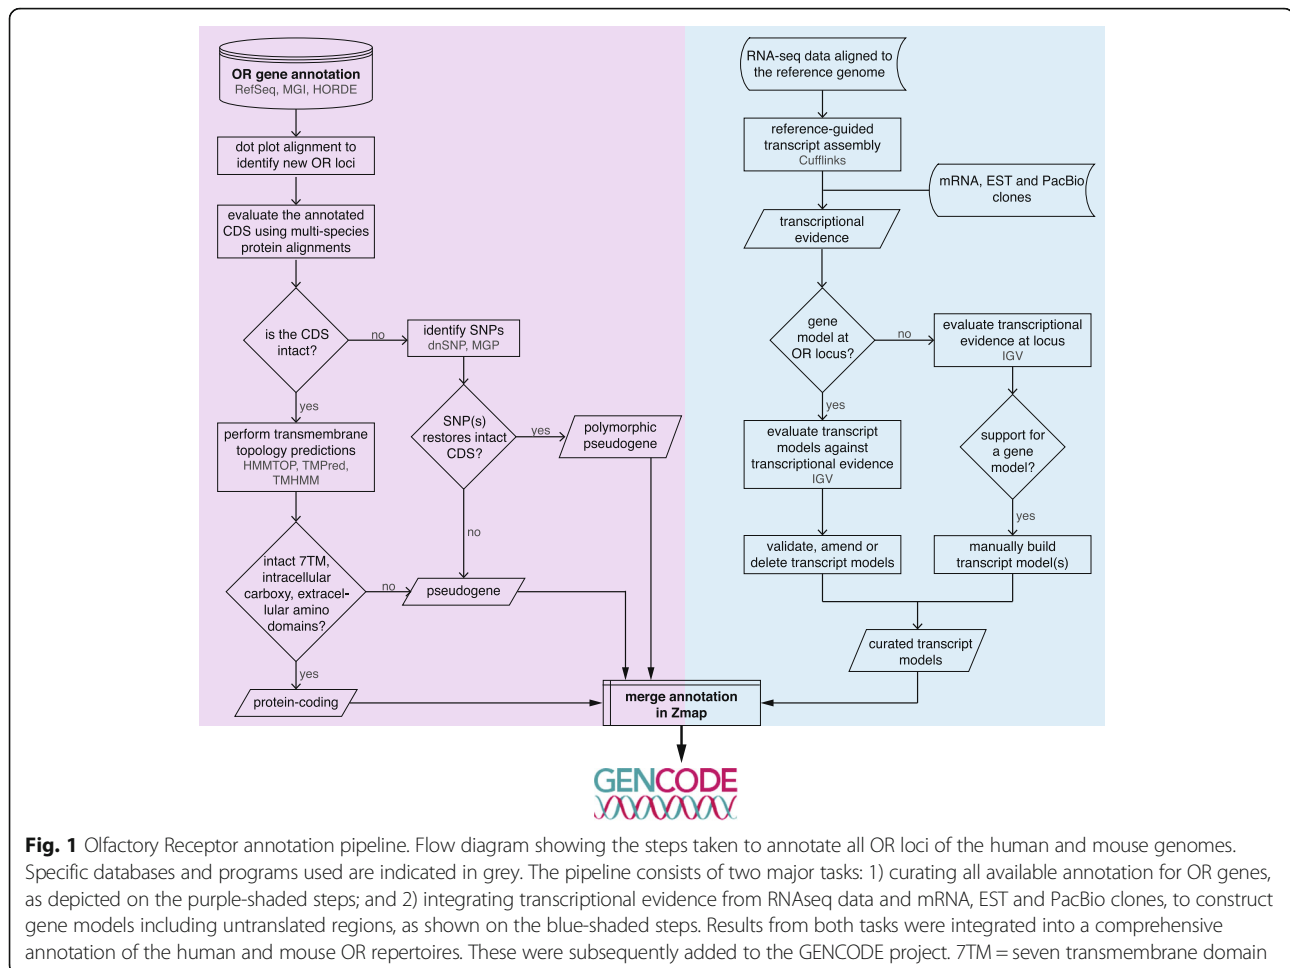 OR gene annotation
RefSeq, MGI, HORDE
dot plot alignment to
identify new OR loci
evaluate the annotated
CDS using multi-species
protein alignments
is the CDS
intact?
no
identify SNPs
dnSNP, MGP
yes
SNP(s)
restores intact
CDS?
yes
polymorphic
pseudogene
perform transmembrane
topology predictions
HMMTOP, TMPred,
TMHMM
no
intact 7TM,
intracellular
carboxy, extracel-
lular amino
domains?
no
pseudogene
yes
protein-coding
RNA-seq data aligned to
the reference genome
reference-guided
transcript assembly
Cufflinks
mRNA, EST and PacBio
clones
transcriptional
evidence
gene
model at
OR locus?
no
evaluate transcriptional
evidence at locus
IGV
yes
evaluate transcript
models against
transcriptional evidence
IGV
support for
a gene
model?
yes
validate, amend or
delete transcript models
manually build
transcript model(s)
curated transcript
models
merge annotation
in Zmap
GENCODE
Fig. 1 Olfactory Receptor annotation pipeline. Flow diagram showing the steps taken to annotate all OR loci of the human and mouse genomes.
Specific databases and programs used are indicated in grey. The pipeline consists of two major tasks: 1) curating all available annotation for OR genes,
as depicted on the purple-shaded steps; and 2) integrating transcriptional evidence from RNAseq data and mRNA, EST and PacBio clones, to construct
gene models including untranslated regions, as shown on the blue-shaded steps. Results from both tasks were integrated into a comprehensive
annotation of the human and mouse OR repertoires. These were subsequently added to the GENCODE project. 7TM = seven transmembrane domain